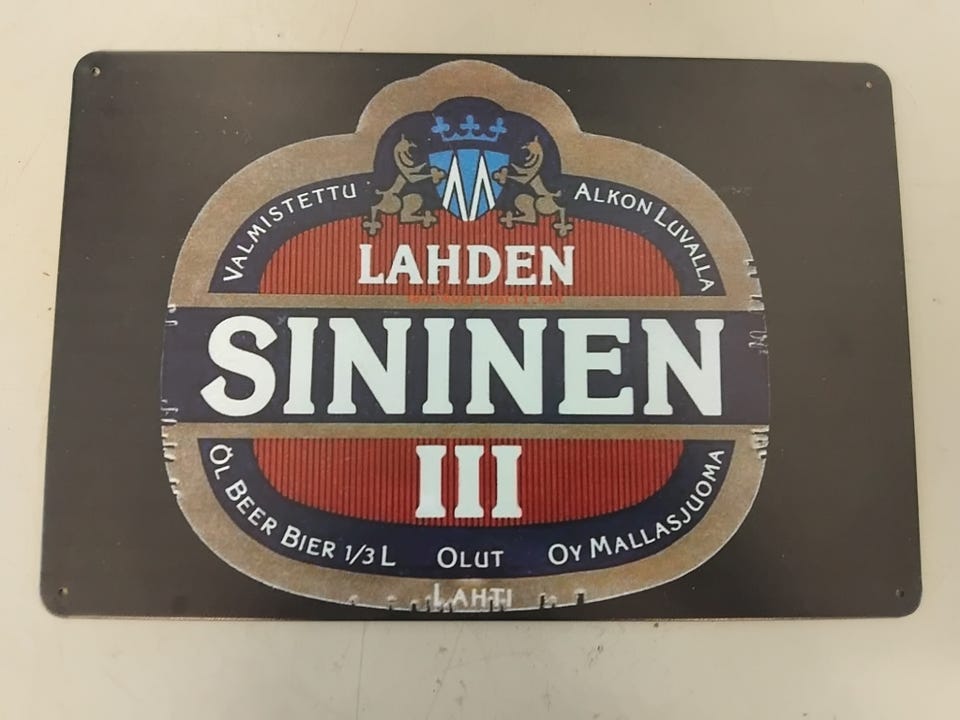 VALMISTETTU
ALKON LUVALLA
LAHDEN
SININEN
III
ÖL BEER BIER 1/3 L
OLUT
OY MALLASJUOMA
LAHTI